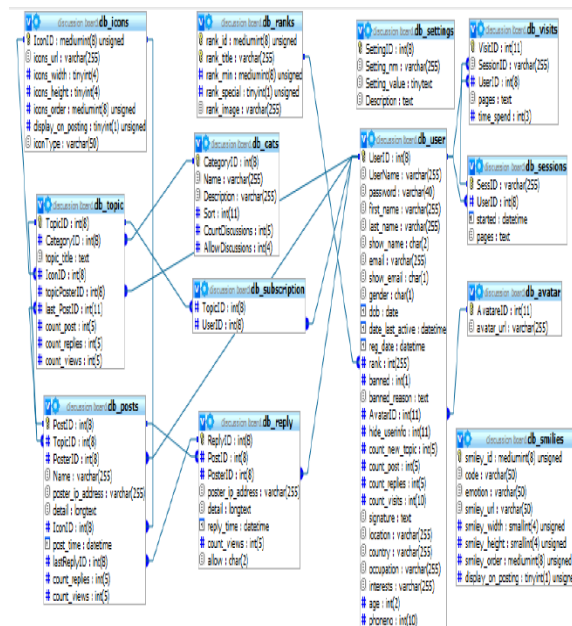 discussion board db_icons
IconID : mediumint(8) unsigned
icons_url : varchar(255)
icons_width : tinyint(4)
icons_height : tinyint(4)
icons_order : mediumint(8) unsigned
display_on_posting : tinyint(1) unsigned
iconType : varchar(50)
discussion board db_ranks
rank_id : mediumint(8) unsigned
rank_title : varchar(255)
rank_min : mediumint(8) unsigned
rank_special : tinyint(1) unsigned
rank_image : varchar(255)
discussion board db_settings
SettingID : int(8)
Setting_nm : varchar(255)
Setting_value : tinytext
Description : text
discussion board db_visits
VisitID : int(11)
SessionID : varchar(255)
UserID : int(8)
pages : text
time_spend : int(3)
discussion board db_cats
CategoryID : int(8)
Name : varchar(255)
Description : varchar(255)
Sort : int(11)
CountDiscussions : int(5)
AllowDiscussions : int(4)
discussion board db_user
UserID : int(8)
UserName : varchar(255)
password : varchar(40)
first_name : varchar(255)
last_name : varchar(255)
show_name : char(2)
email : varchar(255)
show_email : char(1)
gender : char(1)
dob : date
date_last_active : datetime
reg_date : datetime
rank : int(255)
banned : int(1)
banned_reason : text
AvatarID : int(11)
hide_userinfo : int(11)
count_new_topic : int(5)
count_post : int(5)
count_replies : int(5)
count_visits : int(10)
signature : text
location : varchar(255)
country : varchar(255)
occupation : varchar(255)
interests : varchar(255)
age : int(2)
phoneno : int(10)
discussion board db_sessions
SessID : varchar(255)
UserID : int(8)
started : datetime
pages : text
discussion board db_topic
TopicID : int(8)
CategoryID : int(8)
topic_title : text
IconID : int(8)
topicPosterID : int(8)
last_PostID : int(11)
count_post : int(5)
count_replies : int(5)
count_views : int(5)
discussion board db_subscription
TopicID : int(8)
UserID : int(8)
discussion board db_avatar
AvatareID : int(11)
avatar_url : varchar(255)
discussion board db_posts
PostID : int(8)
TopicID : int(8)
PosterID : int(8)
Name : varchar(255)
poster_ip_address : varchar(255)
detail : longtext
IconID : int(8)
post_time : datetime
lastReplyID : int(8)
count_replies : int(5)
count_views : int(5)
discussion board db_reply
ReplyID : int(8)
PostID : int(8)
PosterID : int(8)
poster_ip_address : varchar(255)
detail : longtext
reply_time : datetime
count_views : int(5)
allow : char(2)
discussion board db_smilies
smiley_id : mediumint(8) unsigned
code : varchar(50)
emotion : varchar(50)
smiley_url : varchar(50)
smiley_width : smallint(4) unsigned
smiley_height : smallint(4) unsigned
smiley_order : mediumint(8) unsigned
display_on_posting : tinyint(1) unsigned